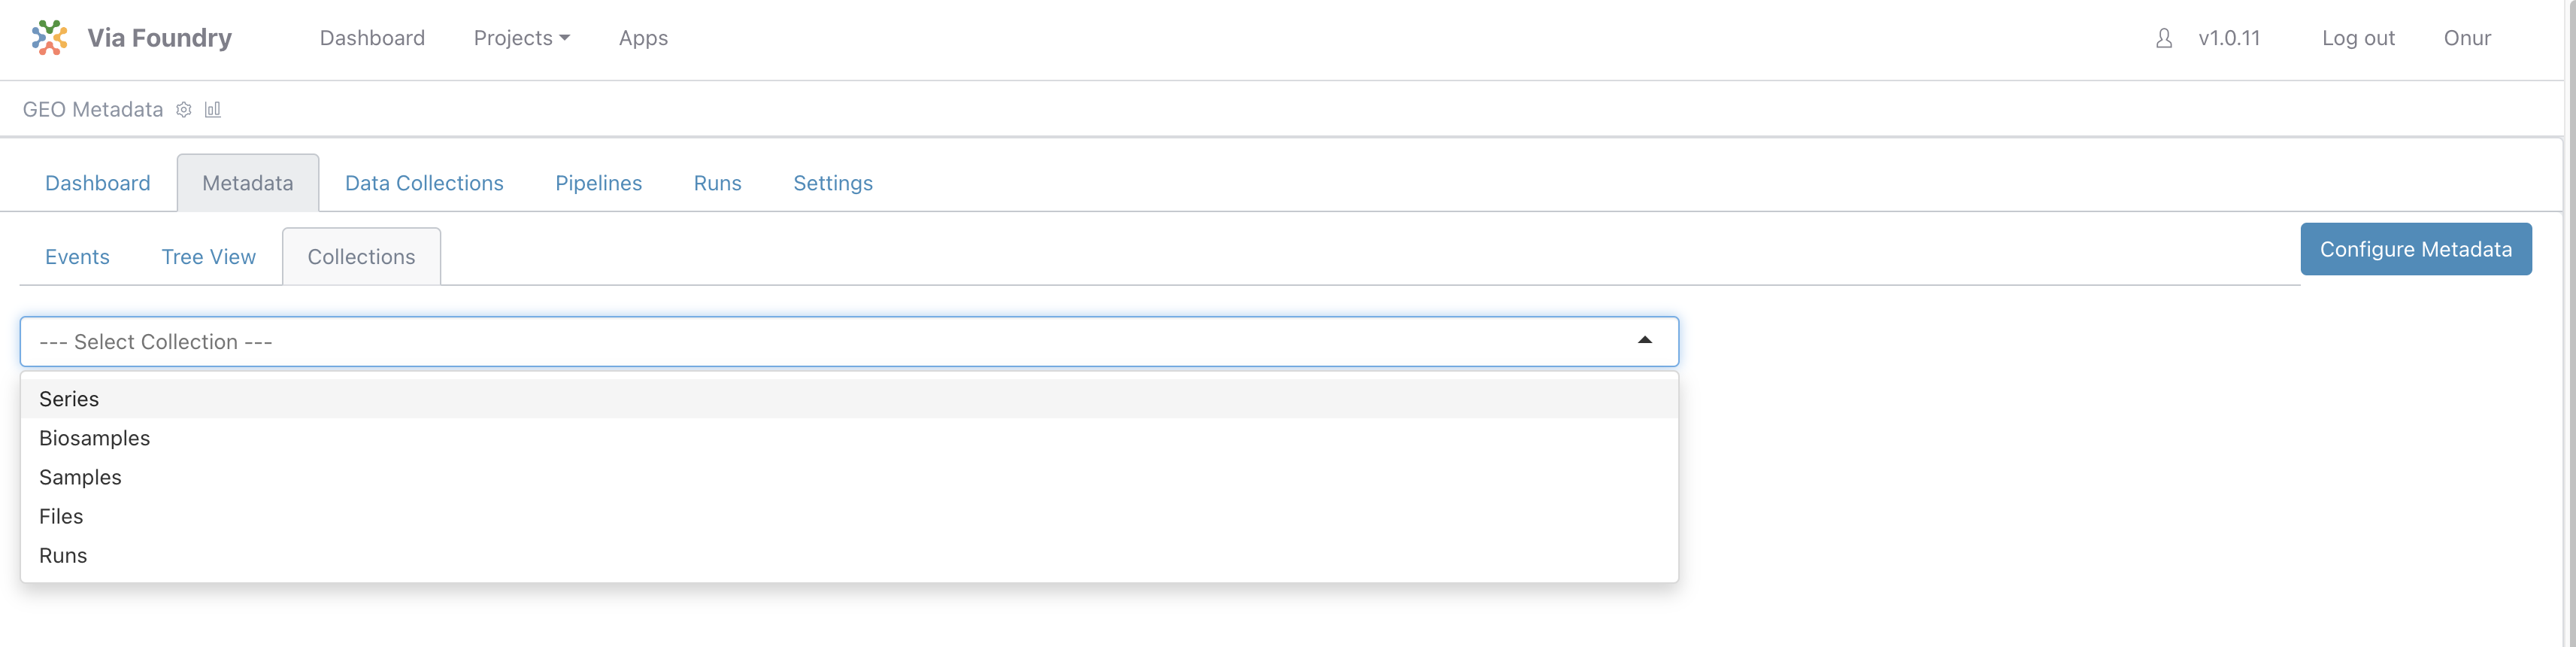 Via Foundry Dashboard Projects Apps v1.0.11 Log out Onur
GEO Metadata
Dashboard Metadata Data Collections Pipelines Runs Settings
Events Tree View Collections Configure Metadata
--- Select Collection ---
Series
Biosamples
Samples
Files
Runs